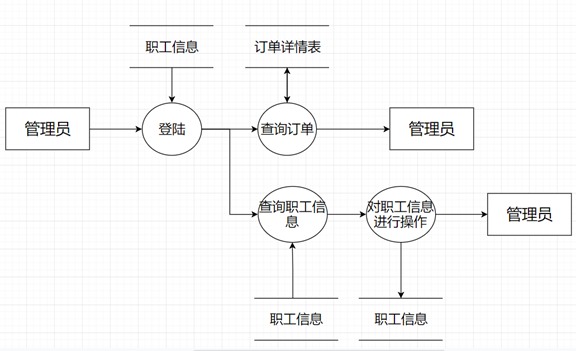 职工信息
订单详情表
管理员
登陆
查询订单
管理员
查询职工信
息
对职工信息
进行操作
管理员
职工信息
职工信息